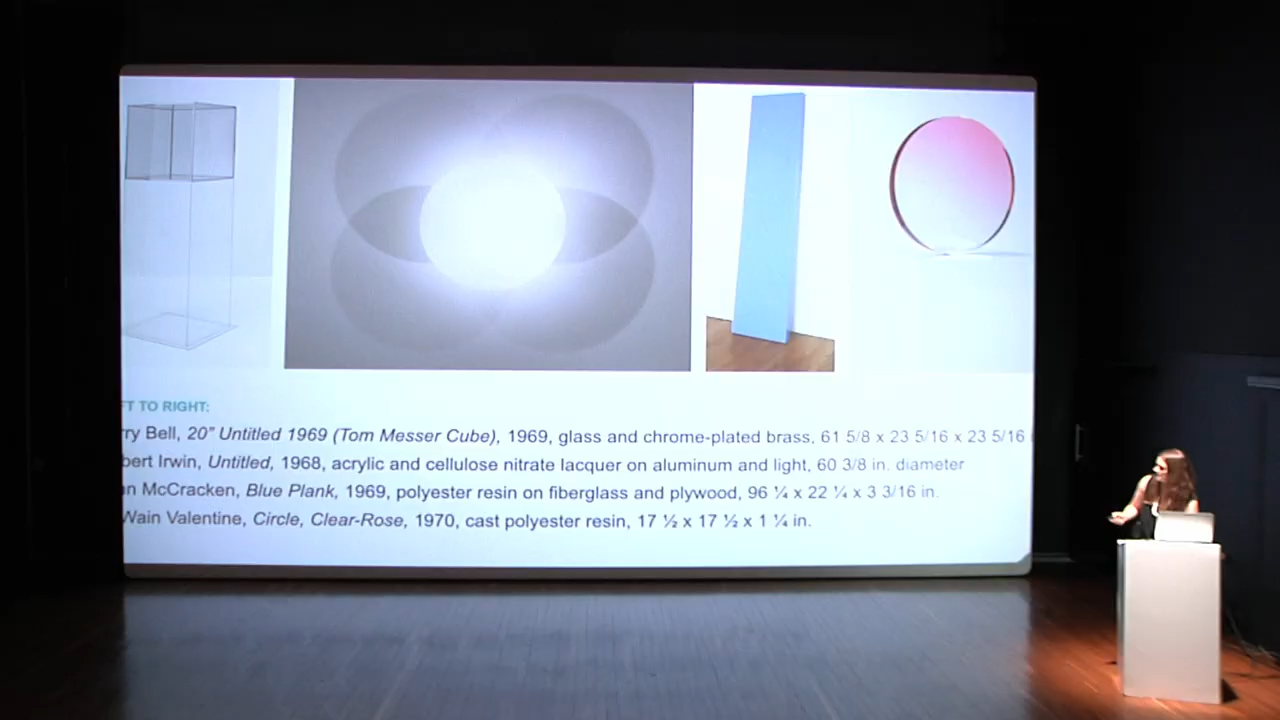 FT TO RIGHT:
ry Bell, 20" Untitled 1969 (Tom Messer Cube), 1969, glass and chrome-plated brass, 61 5/8 x 23 5/16 x 23 5/16 i
bert Irwin, Untitled, 1968, acrylic and cellulose nitrate lacquer on aluminum and light, 60 3/8 in. diameter
n McCracken, Blue Plank, 1969, polyester resin on fiberglass and plywood, 96 ¼ x 22 ¼ x 3 3/16 in.
Wain Valentine, Circle, Clear-Rose, 1970, cast polyester resin, 17 ½ x 17 ½ x 1 ¼ in.